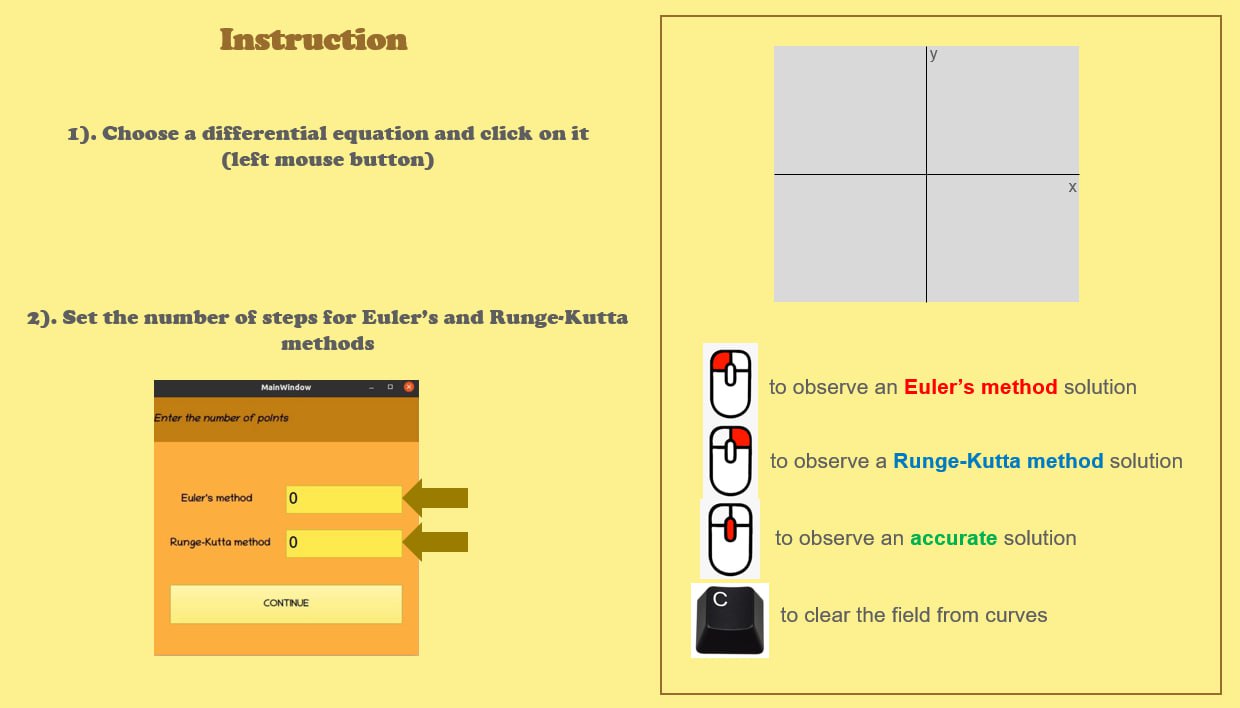 Instruction
1). Choose a differential equation and click on it
(left mouse button)
2). Set the number of steps for Euler’s and Runge-Kutta
methods
MainWindow
Enter the number of points
Euler's method 0
Runge-Kutta method 0
CONTINUE
y
x
to observe an Euler’s method solution
to observe a Runge-Kutta method solution
to observe an accurate solution
C
to clear the field from curves